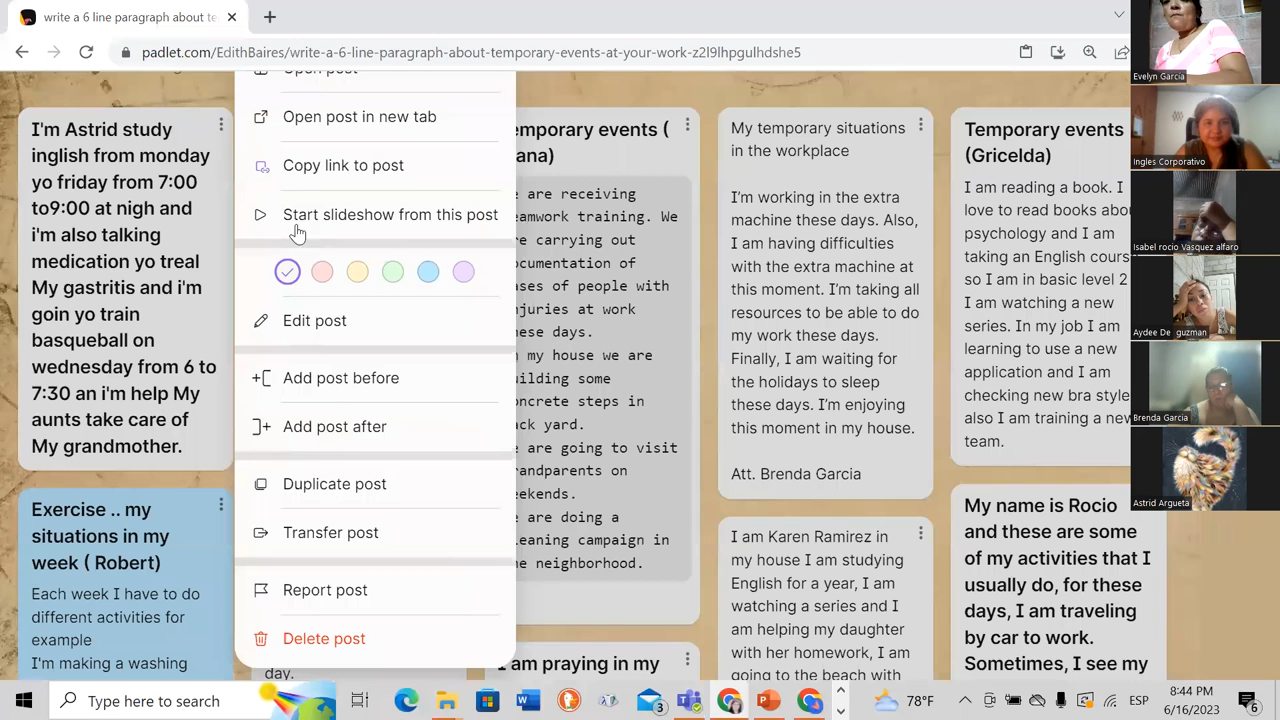 write a 6 line paragraph about te
padlet.com/EdithBaires/write-a-6-line-paragraph-about-temporary-events-at-your-work-z2l9lhpgulhdshe5
I'm Astrid study
inglish from monday
yo friday from 7:00
to9:00 at nigh and
i'm also talking
medication yo treal
My gastritis and i'm
goin yo train
basqueball on
wednesday from 6 to
7:30 an i'm help My
aunts take care of
My grandmother.
Exercise .. my
situations in my
week ( Robert)
Each week I have to do
different activities for
example
I'm making a washing
Open post
Open post in new tab
Copy link to post
Start slideshow from this post
Edit post
Add post before
Add post after
Duplicate post
Transfer post
Report post
Delete post
day.
emporary events (
ana)
e are receiving
eamwork training. We
re carrying out
ocumentation of
ases of people with
njuries at work
hese days.
n my house we are
uilding some
oncrete steps in
ack yard.
e are going to visit
randparents on
eekends.
e are doing a
leaning campaign in
he neighborhood.
I am praying in my
My temporary situations
in the workplace
I'm working in the extra
machine these days. Also,
I am having difficulties
with the extra machine at
this moment. I'm taking all
resources to be able to do
my work these days.
Finally, I am waiting for
the holidays to sleep
these days. I'm enjoying
this moment in my house.
Att. Brenda Garcia
I am Karen Ramirez in
my house I am studying
English for a year, I am
watching a series and I
am helping my daughter
with her homework, I am
going to the beach with
Temporary events
(Gricelda)
I am reading a book. I
love to read books abou
psychology and I am
taking an English cours
so I am in basic level 2
I am watching a new
series. In my job I am
learning to use a new
application and I am
checking new bra style
also I am training a new
team.
My name is Rocio
and these are some
of my activities that I
usually do, for these
days, I am traveling
by car to work.
Sometimes, I see my
Evelyn Garcia
Ingles Corporativo
Isabel rocio Vasquez alfaro
Aydee De guzman
Brenda Garcia
Astrid Argueta
Type here to search
3
78°F
ESP
8:44 PM
6/16/2023
6